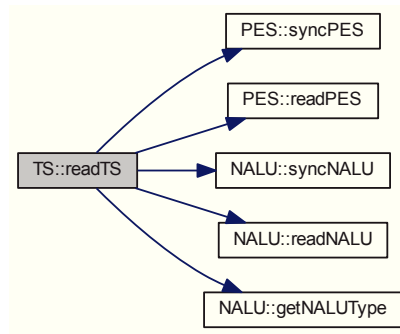 PES::syncPES
PES::readPES
TS::readTS
NALU::syncNALU
NALU::readNALU
NALU::getNALUType